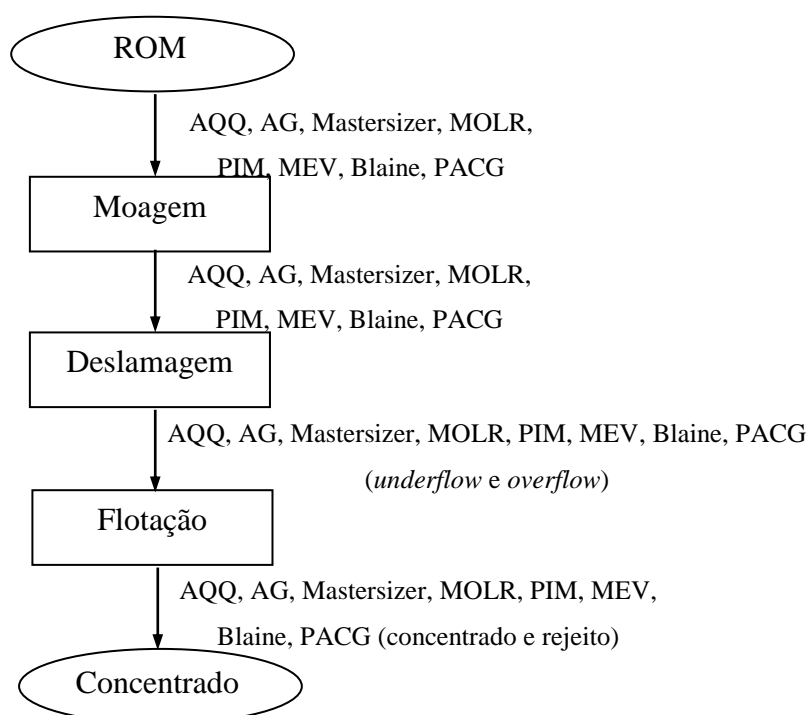 ROM
AQQ, AG, Mastersizer, MOLR,
PIM, MEV, Blaine, PACG
Moagem
AQQ, AG, Mastersizer, MOLR,
PIM, MEV, Blaine, PACG
Deslamagem
AQQ, AG, Mastersizer, MOLR, PIM, MEV, Blaine, PACG
(underflow e overflow)
Flotação
AQQ, AG, Mastersizer, MOLR, PIM, MEV,
Blaine, PACG (concentrado e rejeito)
Concentrado